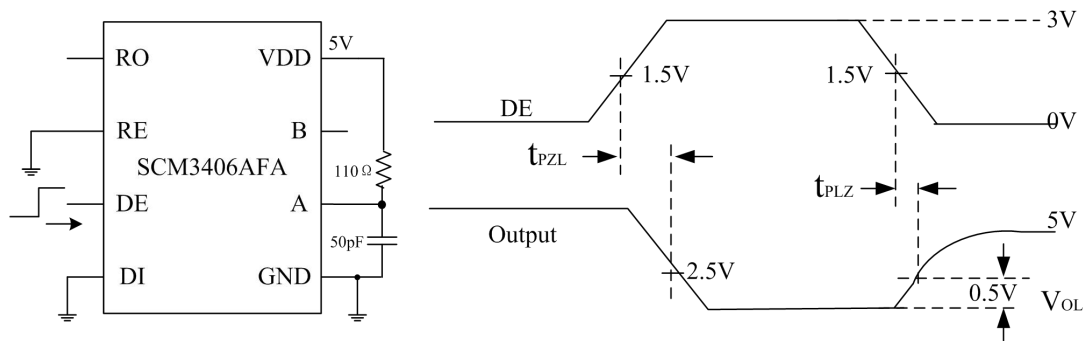 RO
VDD
5V
RE
B
SCM3406AFA
110Ω
DE
A
50pF
DI
GND
3V
1.5V
1.5V
DE
0V
tPZL
tPLZ
5V
Output
2.5V
0.5V
VOL